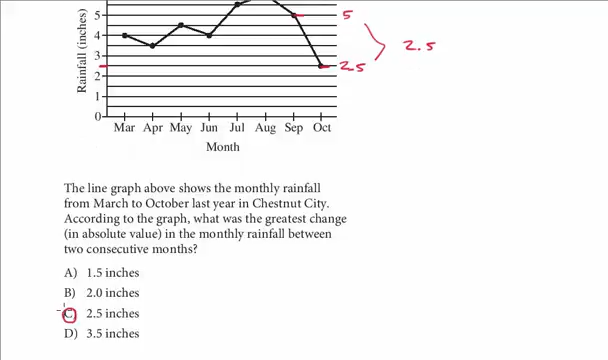 5
5
4
3
2.5
2.5
2
1
0
Rainfall (inches)
Mar Apr May Jun Jul Aug Sep Oct
Month
The line graph above shows the monthly rainfall
from March to October last year in Chestnut City.
According to the graph, what was the greatest change
(in absolute value) in the monthly rainfall between
two consecutive months?
A) 1.5 inches
B) 2.0 inches
C) 2.5 inches
D) 3.5 inches